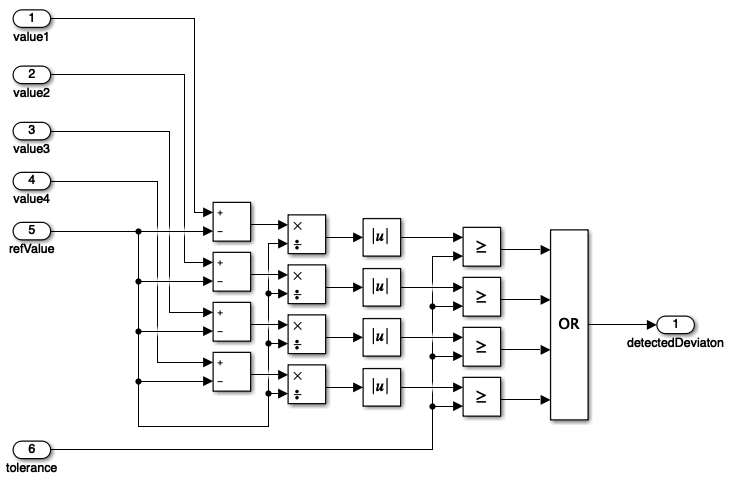 1
value1
2
value2
3
value3
4
value4
5
refValue
+
−
× 
÷
|u|
≥
+
−
×
÷
|u|
≥
+
−
×
÷
|u|
≥
+
−
×
÷
|u|
≥
OR
1
detectedDeviaton
6
tolerance